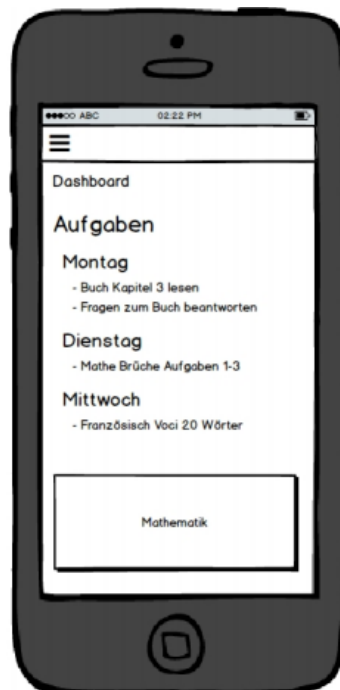 ABC 02:22 PM
Dashboard
Aufgaben
Montag
- Buch Kapitel 3 lesen
- Fragen zum Buch beantworten
Dienstag
- Mathe Brüche Aufgaben 1-3
Mittwoch
- Französisch Voci 20 Wörter
Mathematik